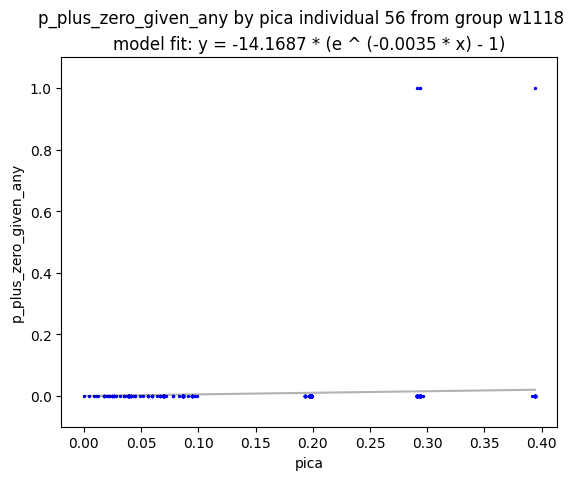 p_plus_zero_given_any by pica individual 56 from group w1118
model fit: y = -14.1687 * (e ^ (-0.0035 * x) - 1)
p_plus_zero_given_any
1.0
0.8
0.6
0.4
0.2
0.0
0.00 0.05 0.10 0.15 0.20 0.25 0.30 0.35 0.40
pica